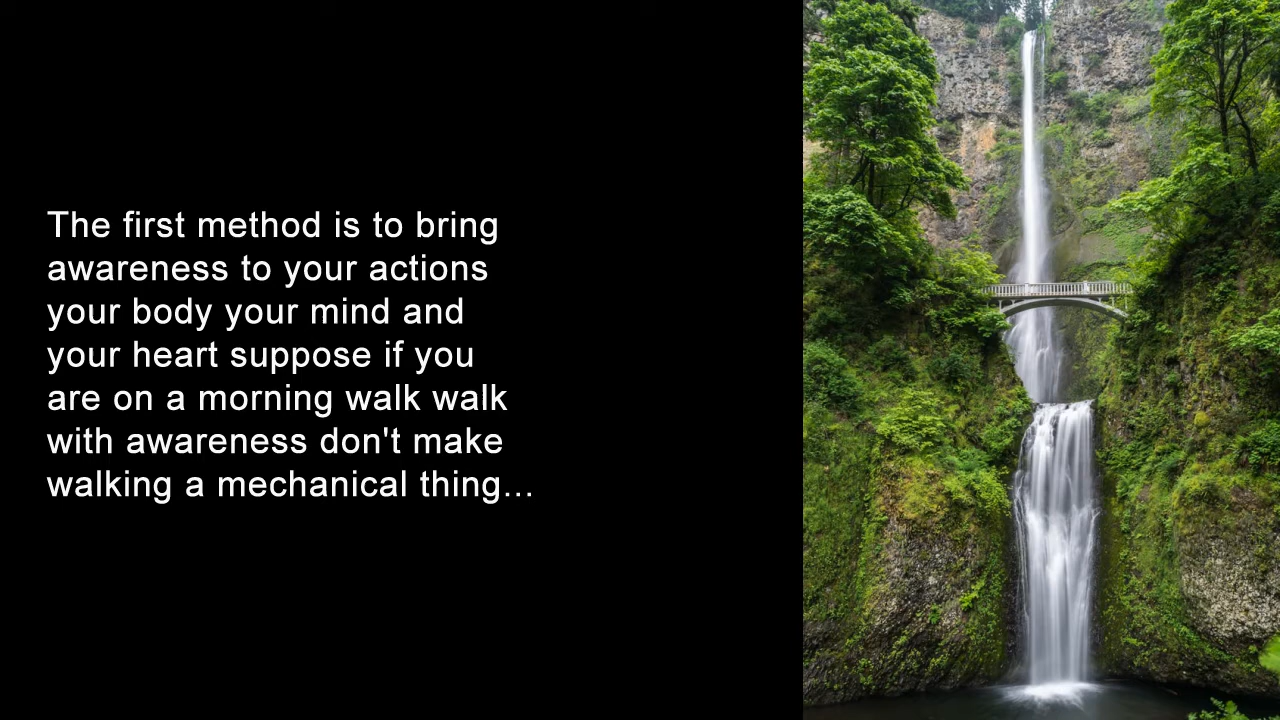 The first method is to bring
awareness to your actions
your body your mind and
your heart suppose if you
are on a morning walk walk
with awareness don't make
walking a mechanical thing...